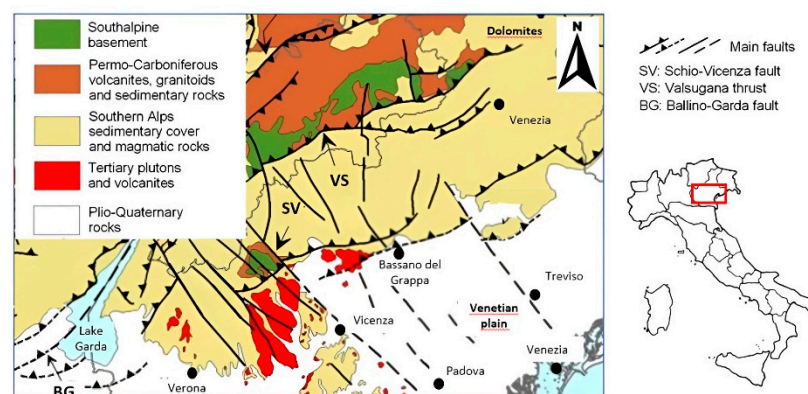 Southalpine
basement
Permo-Carboniferous
volcanites, granitoids
and sedimentary rocks
Southern Alps
sedimentary cover
and magmatic rocks
Tertiary plutons
and volcanites
Plio-Quaternary
rocks
Dolomites
N
Venezia
VS
SV
Bassano del
Grappa
Treviso
Venetian
plain
Lake
Garda
Vicenza
Venezia
BG
Verona
Padova
Main faults
SV: Schio-Vicenza fault
VS: Valsugana thrust
BG: Ballino-Garda fault